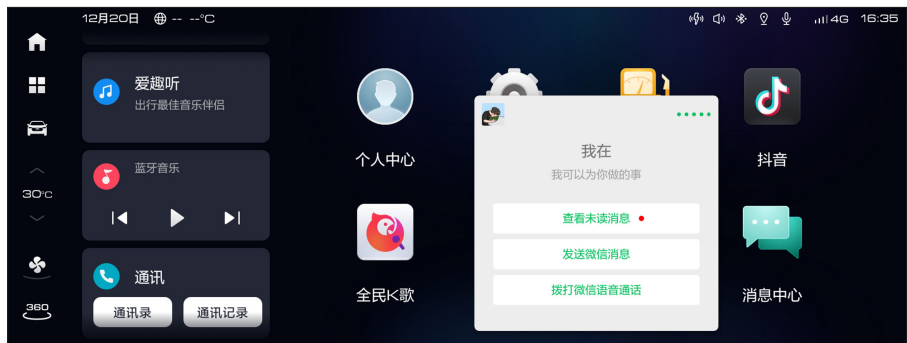 12月20日 -- --°C
4G 16:35
爱趣听
出行最佳音乐伴侣
蓝牙音乐
通讯
通讯录 通讯记录
30°C
360
个人中心
抖音
全民K歌
消息中心
我在
我可以为你做的事
查看未读消息
发送微信消息
拨打微信语音通话